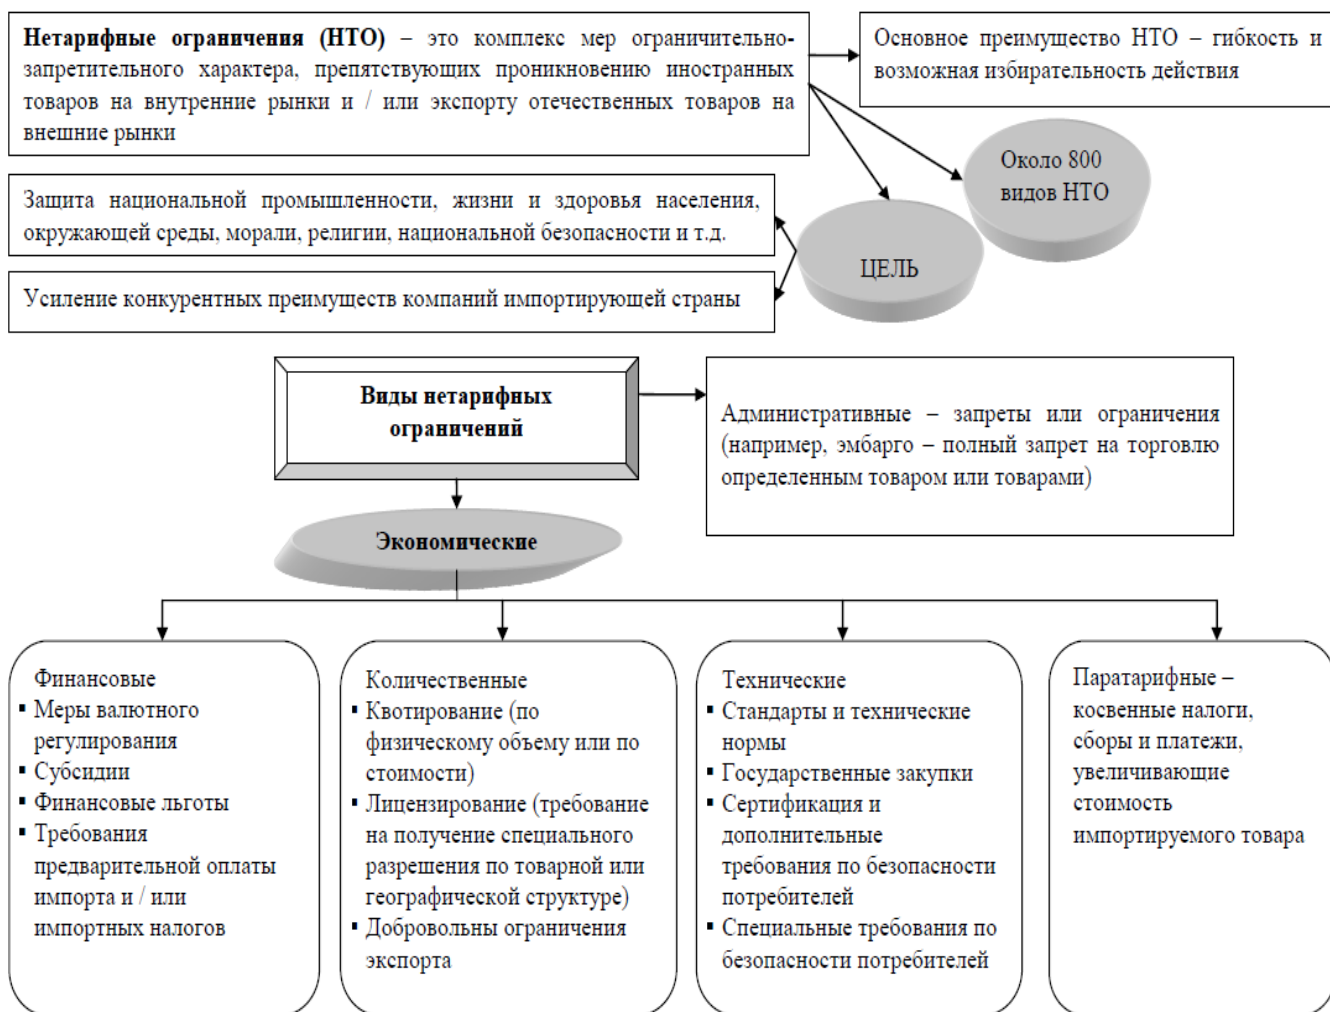 Нетарифные ограничения (НТО) – это комплекс мер ограничительно-
запретительного характера, препятствующих проникновению иностранных
товаров на внутренние рынки и / или экспорту отечественных товаров на
внешние рынки
Основное преимущество НТО – гибкость и
возможная избирательность действия
Около 800
видов НТО
Защита национальной промышленности, жизни и здоровья населения,
окружающей среды, морали, религии, национальной безопасности и т.д.
ЦЕЛЬ
Усиление конкурентных преимуществ компаний импортирующей страны
Виды нетарифных
ограничений
Административные – запреты или ограничения
(например, эмбарго – полный запрет на торговлю
определенным товаром или товарами)
Экономические
Финансовые
▪ Меры валютного
регулирования
▪ Субсидии
▪ Финансовые льготы
▪ Требования
предварительной оплаты
импорта и / или
импортных налогов
Количественные
▪ Квотирование (по
физическому объему или по
стоимости)
▪ Лицензирование (требование
на получение специального
разрешения по товарной или
географической структуре)
▪ Добровольны ограничения
экспорта
Технические
▪ Стандарты и технические
нормы
▪ Государственные закупки
▪ Сертификация и
дополнительные
требования по безопасности
потребителей
▪ Специальные требования по
безопасности потребителей
Паратарифные –
косвенные налоги,
сборы и платежи,
увеличивающие
стоимость
импортируемого товара